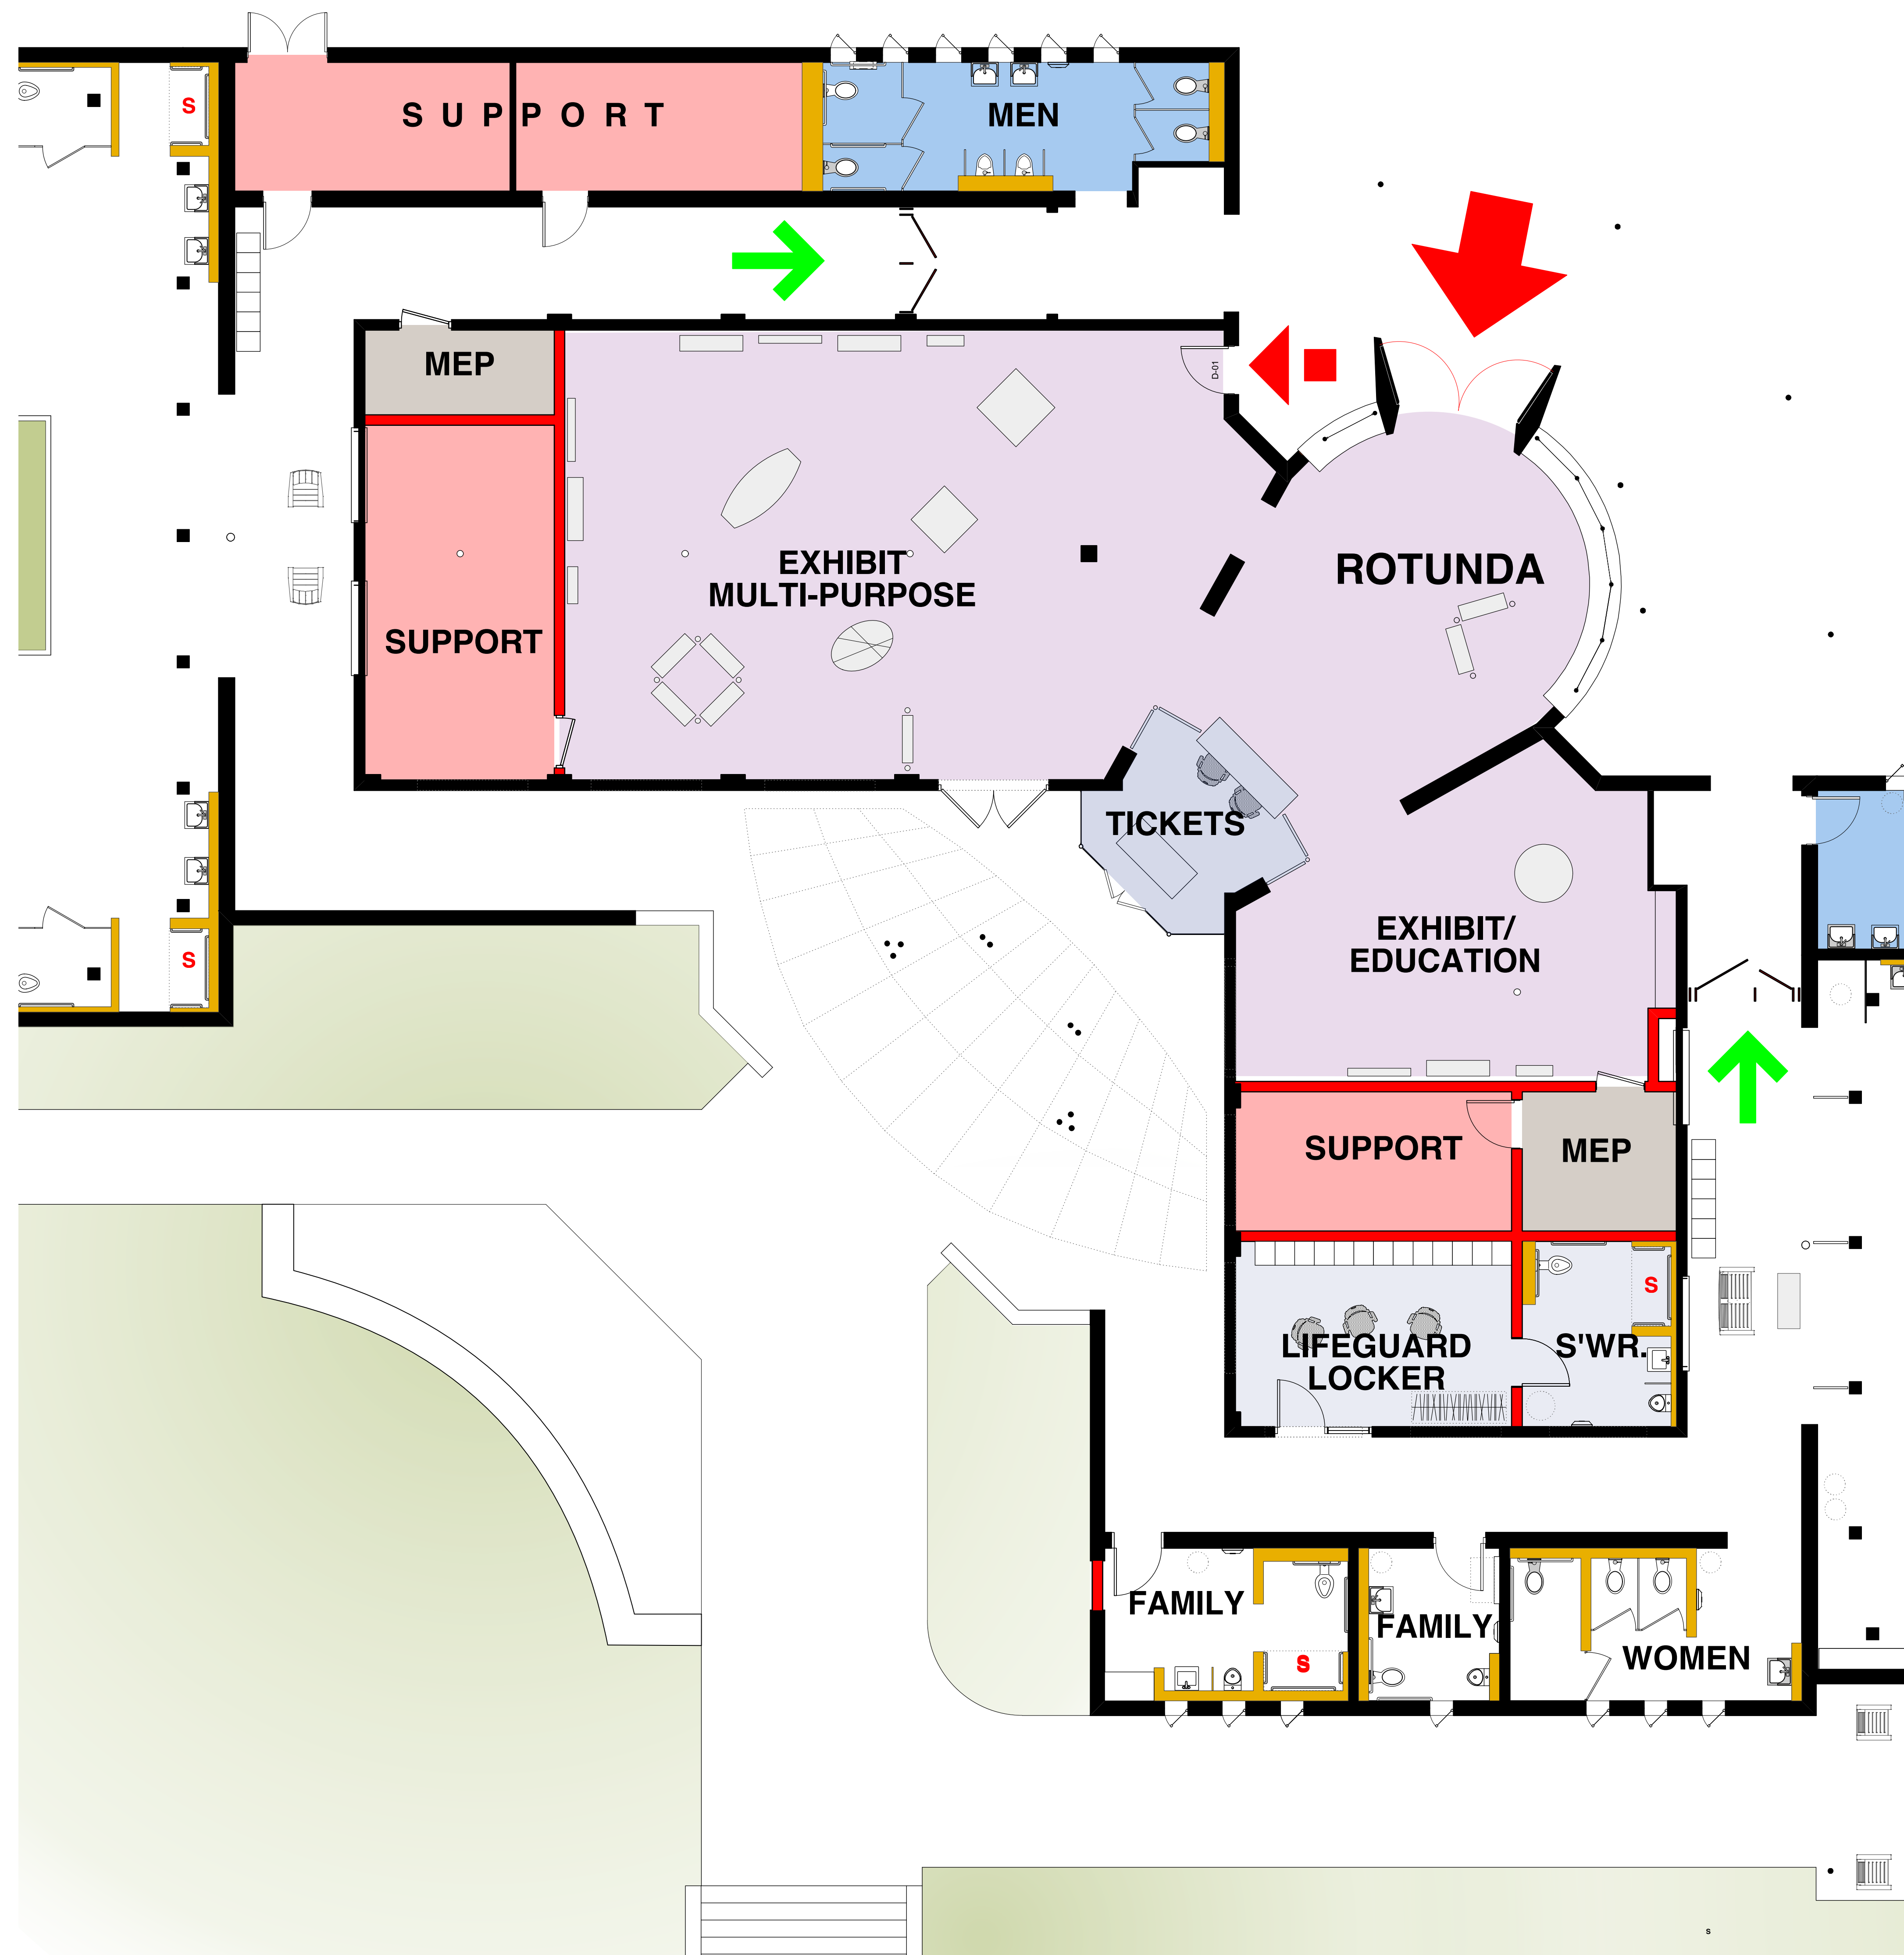 S
S U P P O R T
MEN
MEP
D-01
EXHIBIT
MULTI-PURPOSE
ROTUNDA
SUPPORT
TICKETS
S
EXHIBIT/
EDUCATION
SUPPORT
MEP
S
LIFEGUARD
LOCKER
S'WR.
FAMILY
FAMILY
S
WOMEN
S